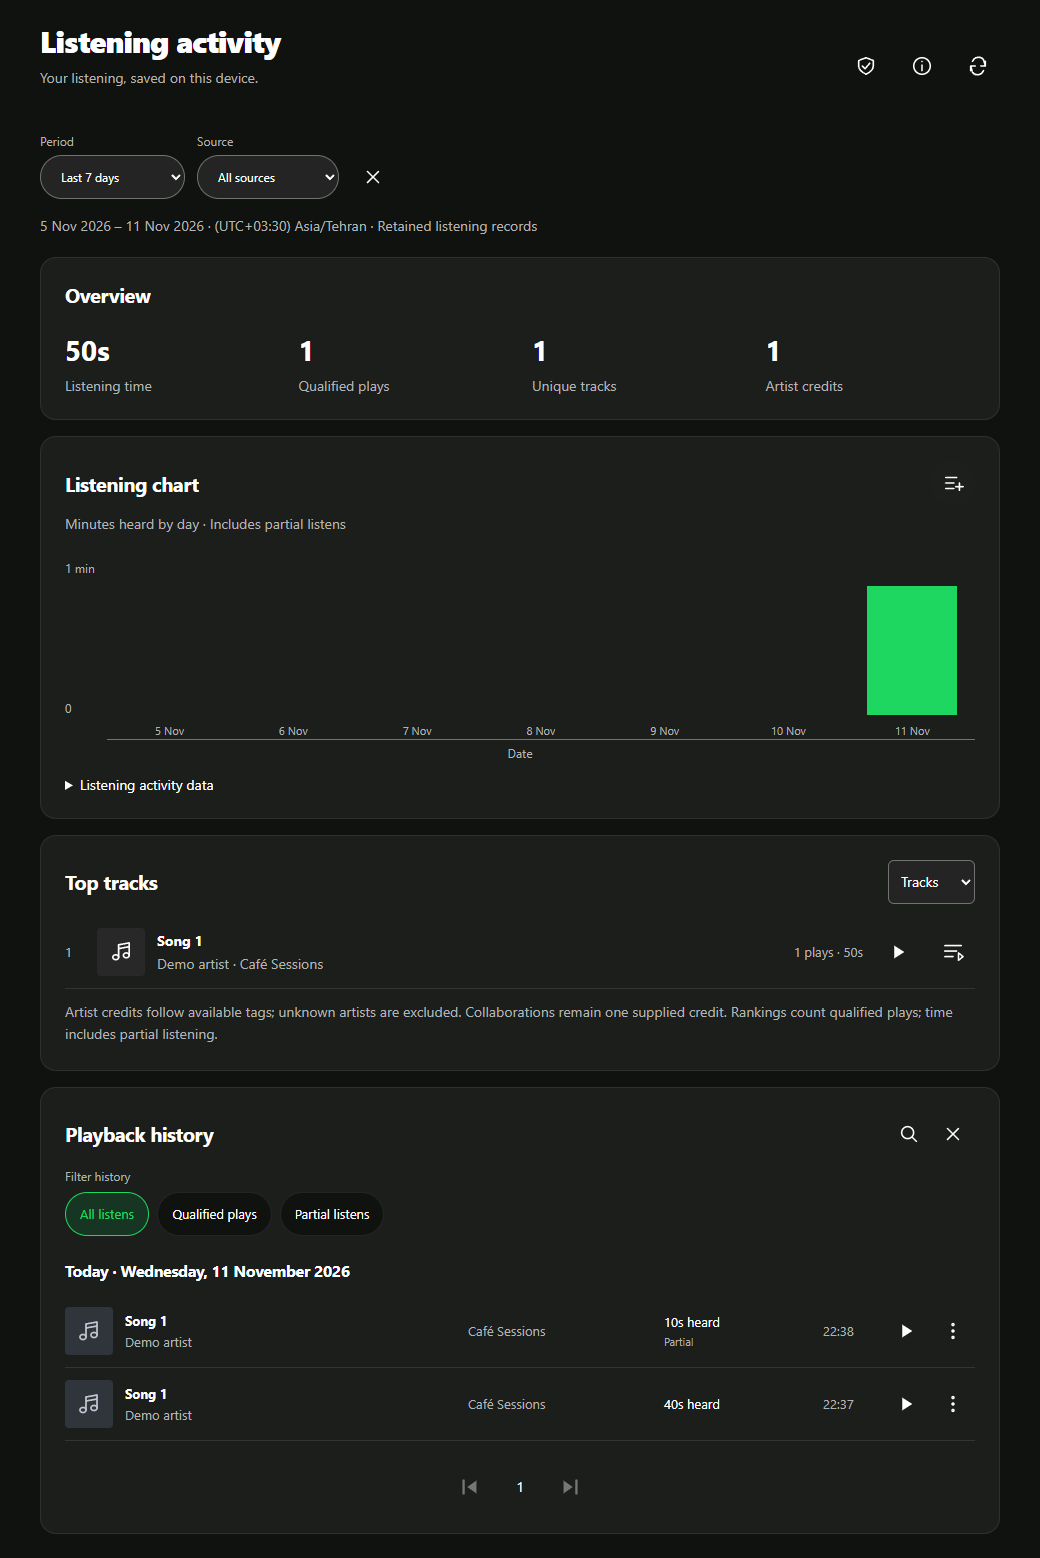 Listening activity
Your listening, saved on this device.
Period
Source
Last 7 days
All sources
5 Nov 2026 – 11 Nov 2026 · (UTC+03:30) Asia/Tehran · Retained listening records
Overview
50s
1
1
1
Listening time
Qualified plays
Unique tracks
Artist credits
Listening chart
Minutes heard by day · Includes partial listens
1 min
0
5 Nov
6 Nov
7 Nov
8 Nov
9 Nov
10 Nov
11 Nov
Date
Listening activity data
Top tracks
Tracks
1
Song 1
Demo artist · Café Sessions
1 plays · 50s
Artist credits follow available tags; unknown artists are excluded. Collaborations remain one supplied credit. Rankings count qualified plays; time
includes partial listening.
Playback history
Filter history
All listens
Qualified plays
Partial listens
Today · Wednesday, 11 November 2026
Song 1
Demo artist
Café Sessions
10s heard
Partial
22:38
Song 1
Demo artist
Café Sessions
40s heard
22:37
1